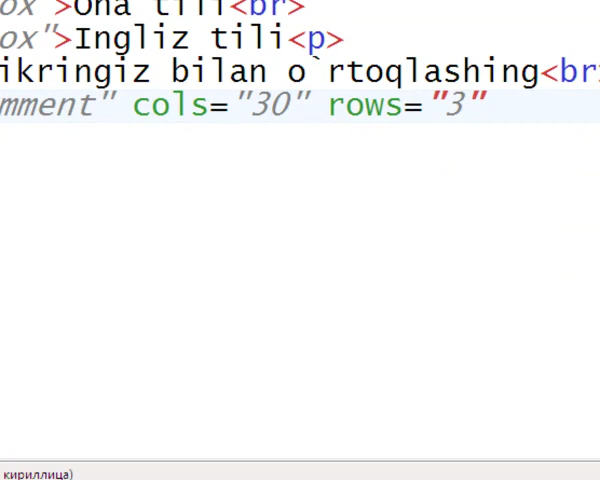 ox">Ona tili<br>
ox">Ingliz tili<p>
ikringiz bilan o`rtoqlashing<br
mment" cols="30" rows="3"
кириллица)